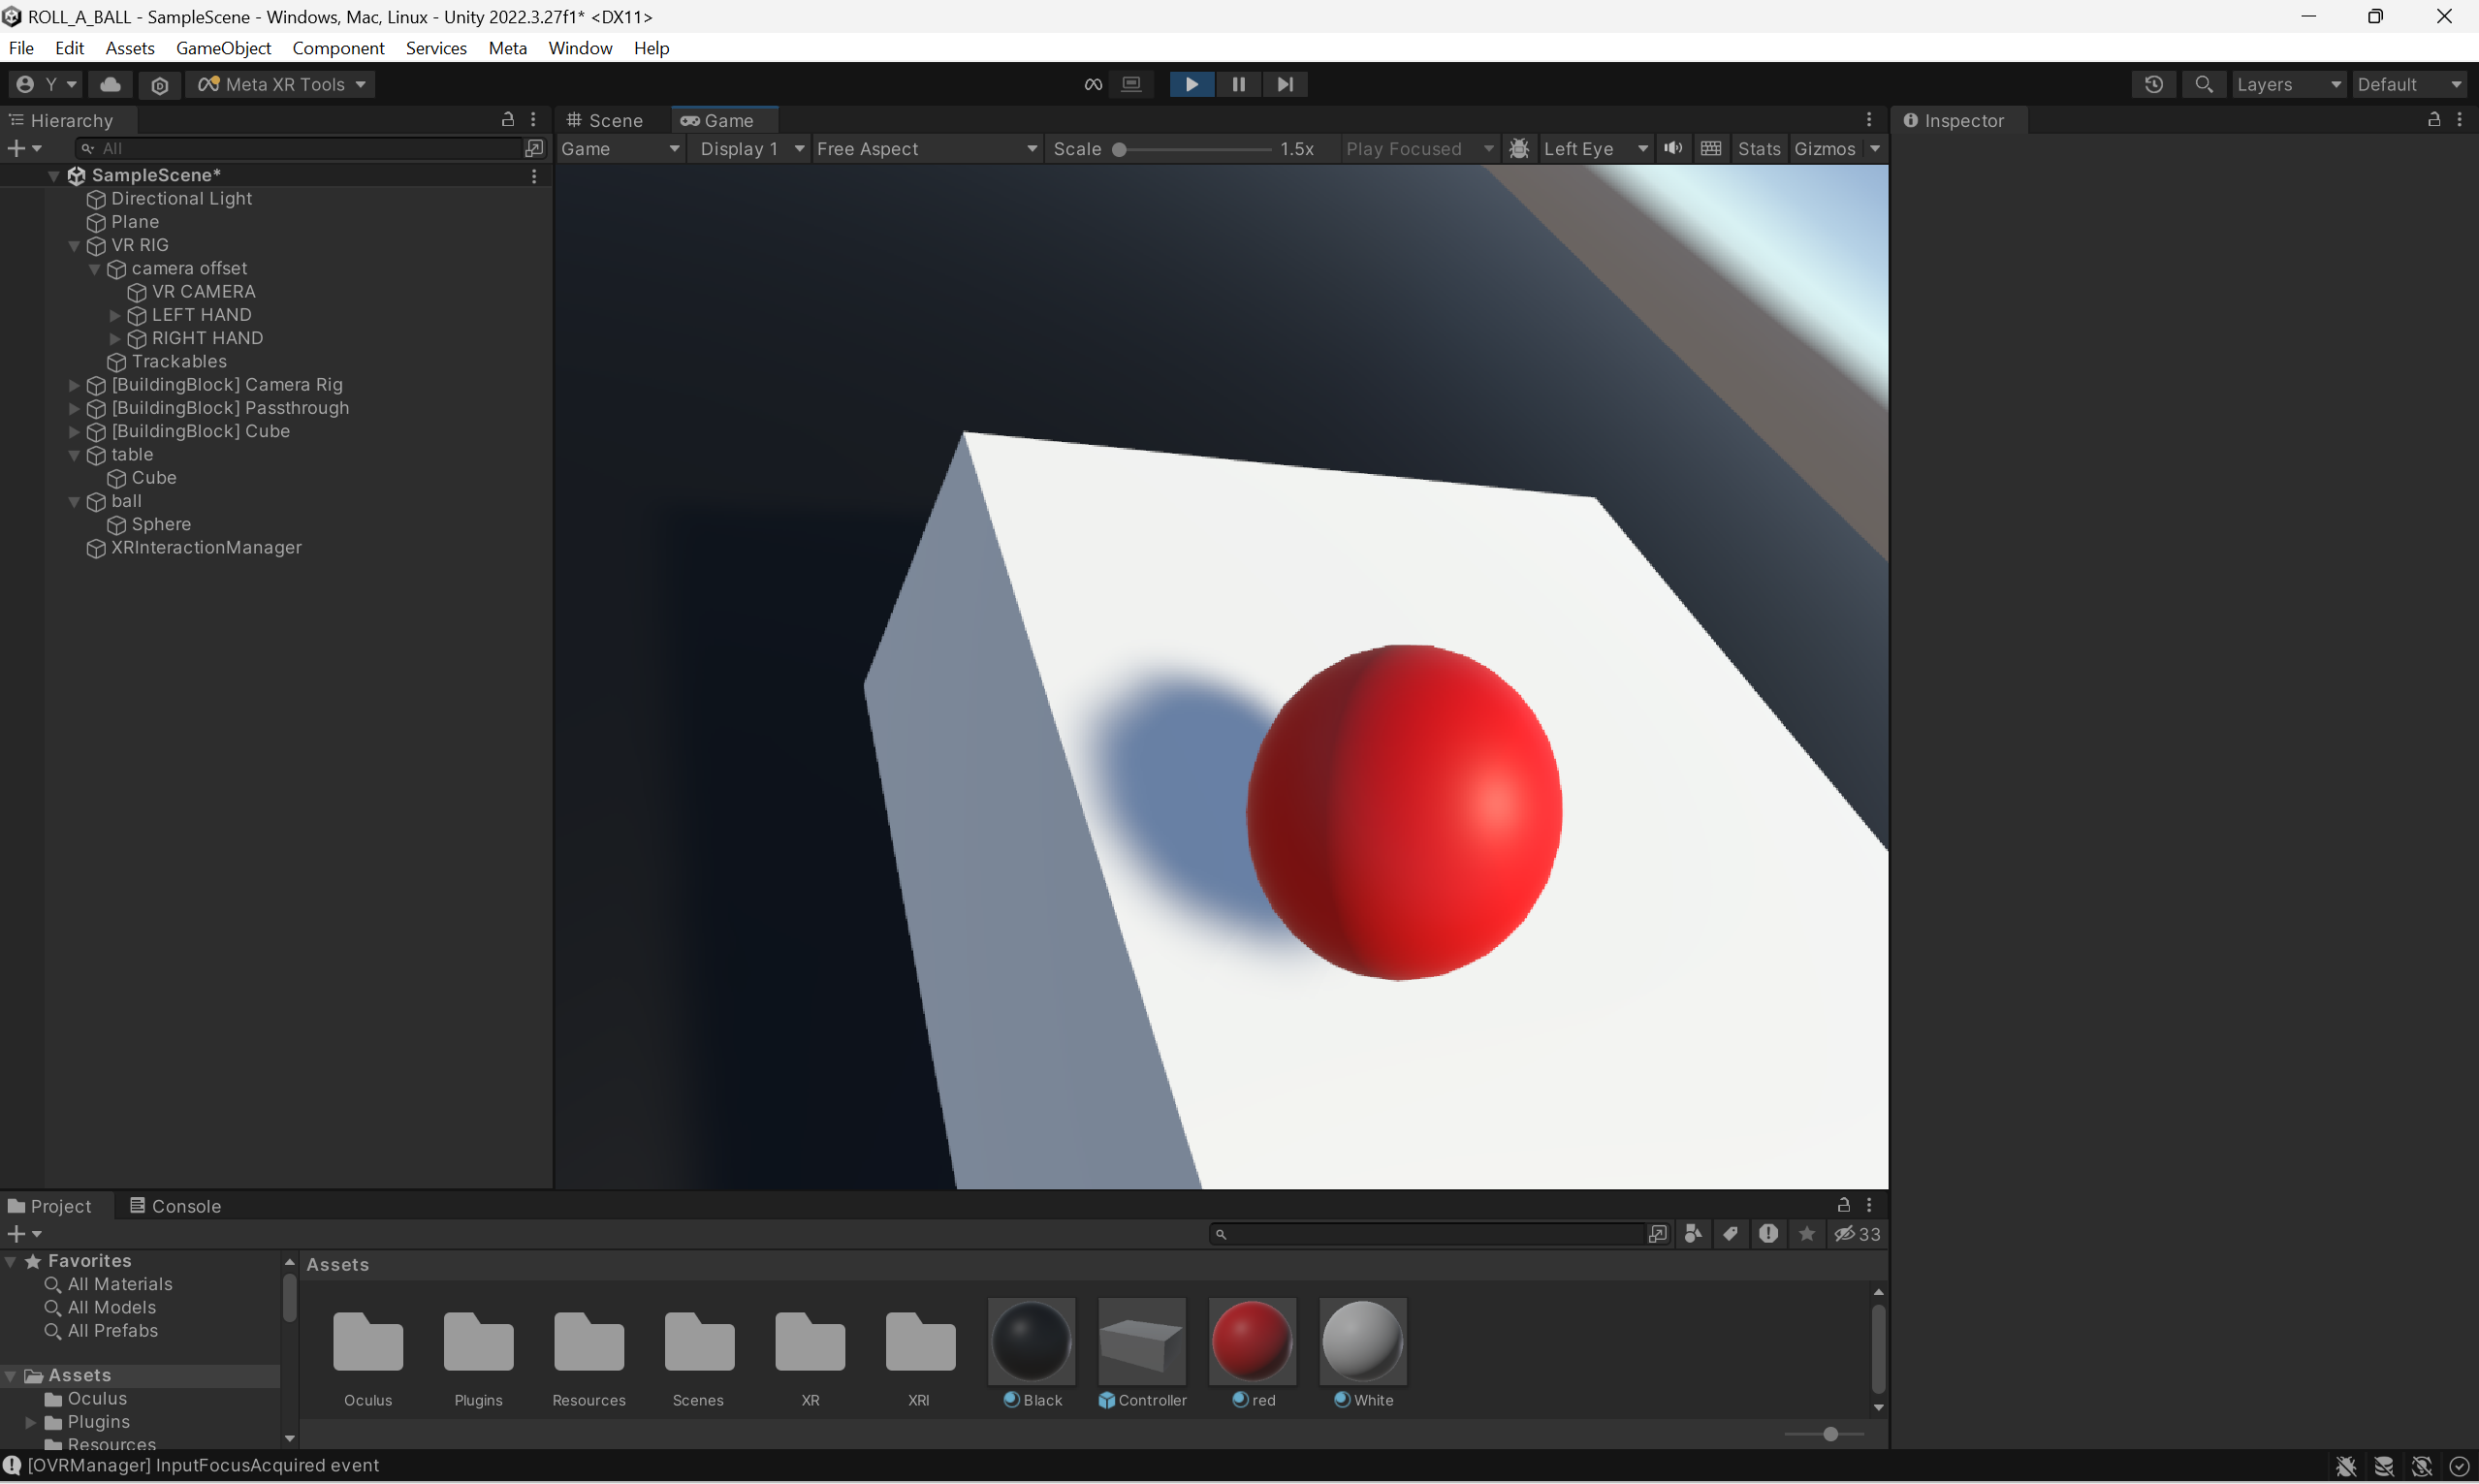 ROLL_A_BALL - SampleScene - Windows, Mac, Linux - Unity 2022.3.27f1* <DX11>
File Edit Assets GameObject Component Services Meta Window Help
Y Meta XR Tools Layers Default
Hierarchy
All
SampleScene*
Directional Light
Plane
VR RIG
camera offset
VR CAMERA
LEFT HAND
RIGHT HAND
Trackables
[BuildingBlock] Camera Rig
[BuildingBlock] Passthrough
[BuildingBlock] Cube
table
Cube
ball
Sphere
XRInteractionManager
Scene Game
Game Display 1 Free Aspect Scale 1.5x Play Focused Left Eye Stats Gizmos
Inspector
Project Console
33
Favorites
All Materials
All Models
All Prefabs
Assets
Oculus
Plugins
Resources
Assets
Oculus Plugins Resources Scenes XR XRI Black Controller red White
[OVRManager] InputFocusAcquired event